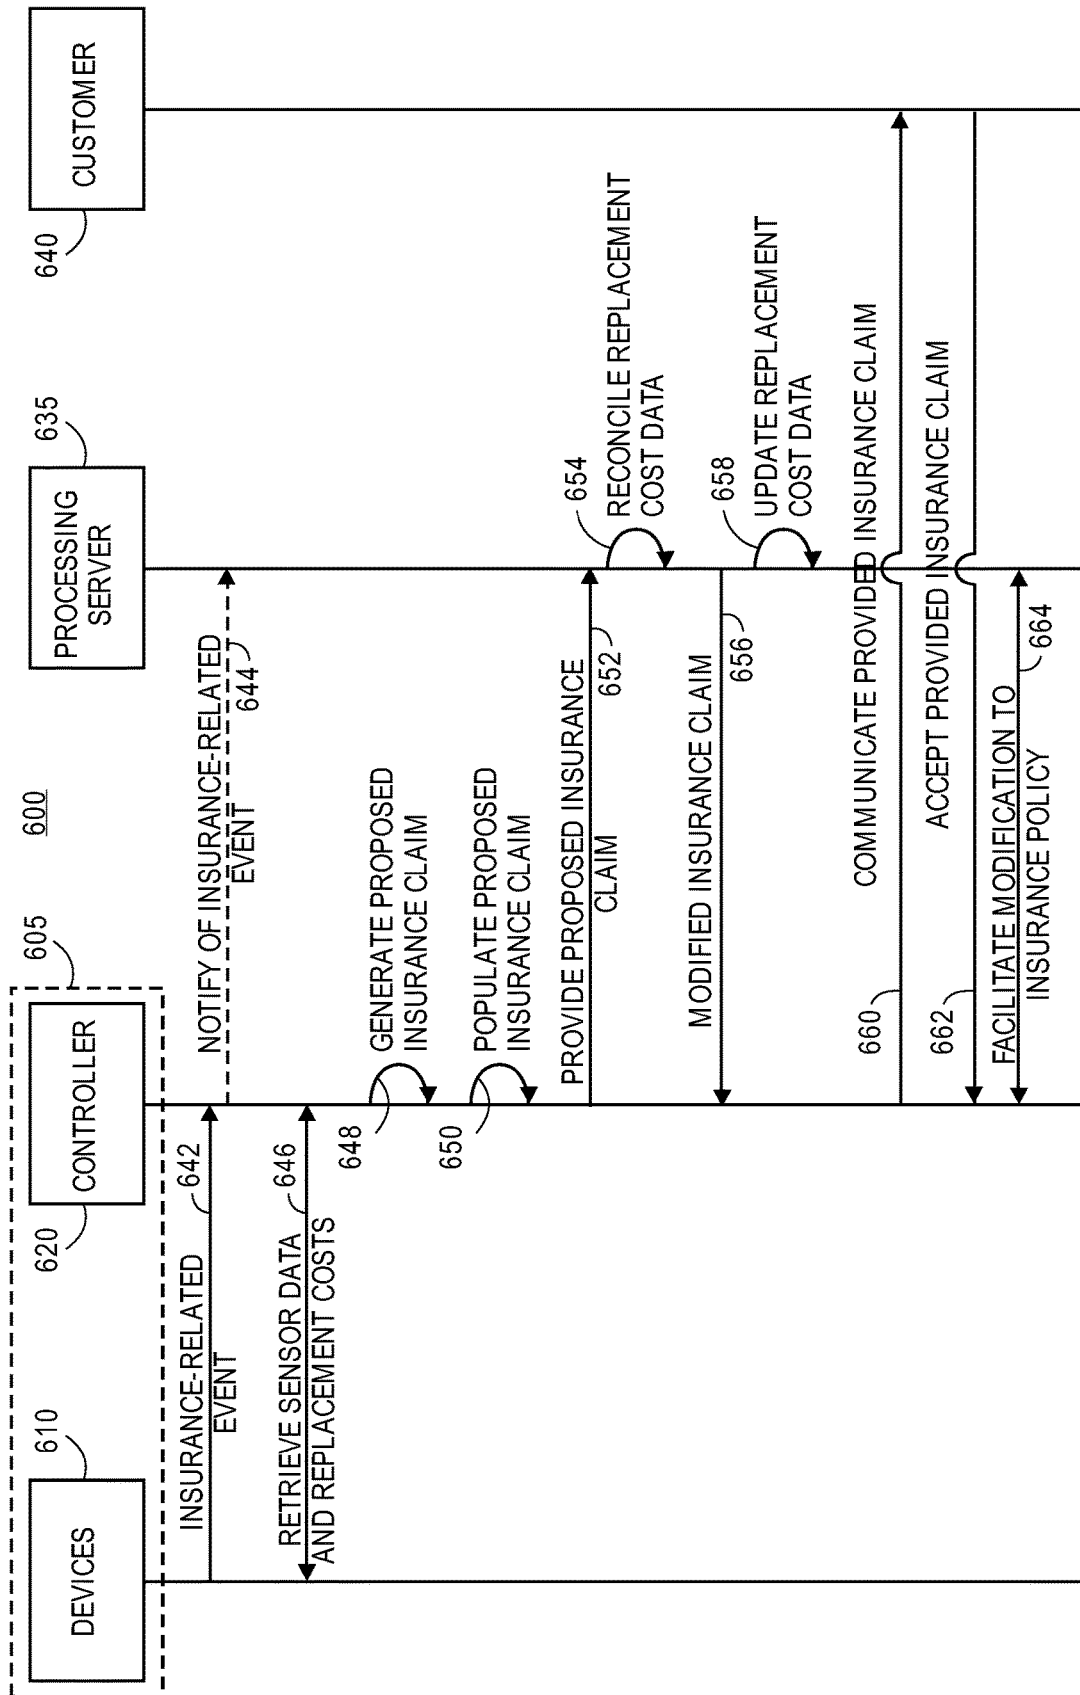 600
605
DEVICES
610
CONTROLLER
620
PROCESSING
SERVER
635
CUSTOMER
640
INSURANCE-RELATED
EVENT
642
NOTIFY OF INSURANCE-RELATED
EVENT
644
RETRIEVE SENSOR DATA
AND REPLACEMENT COSTS
646
GENERATE PROPOSED
INSURANCE CLAIM
648
POPULATE PROPOSED
INSURANCE CLAIM
650
PROVIDE PROPOSED INSURANCE
CLAIM
652
RECONCILE REPLACEMENT
COST DATA
654
MODIFIED INSURANCE CLAIM
656
UPDATE REPLACEMENT
COST DATA
658
COMMUNICATE PROVIDED INSURANCE CLAIM
660
ACCEPT PROVIDED INSURANCE CLAIM
662
FACILITATE MODIFICATION TO
INSURANCE POLICY
664